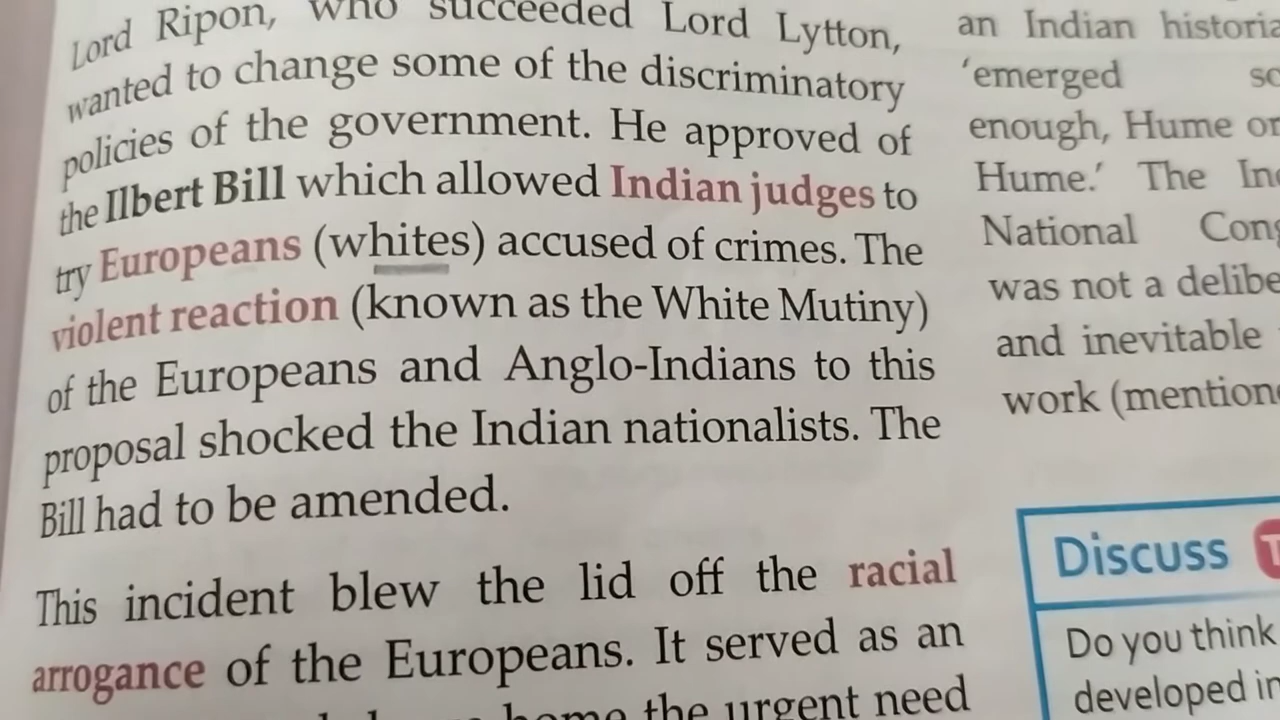 Lord Ripon, who succeeded Lord Lytton,
wanted to change some of the discriminatory
policies of the government. He approved of
the Ilbert Bill which allowed Indian judges to
try Europeans (whites) accused of crimes. The
violent reaction (known as the White Mutiny)
of the Europeans and Anglo-Indians to this
proposal shocked the Indian nationalists. The
Bill had to be amended.
This incident blew the lid off the racial
arrogance of the Europeans. It served as an
home the urgent need
an Indian
'emerged
enough, Hume
Hume.' The
National
was not a
and inevitable
work
Discuss
Do you think
developed